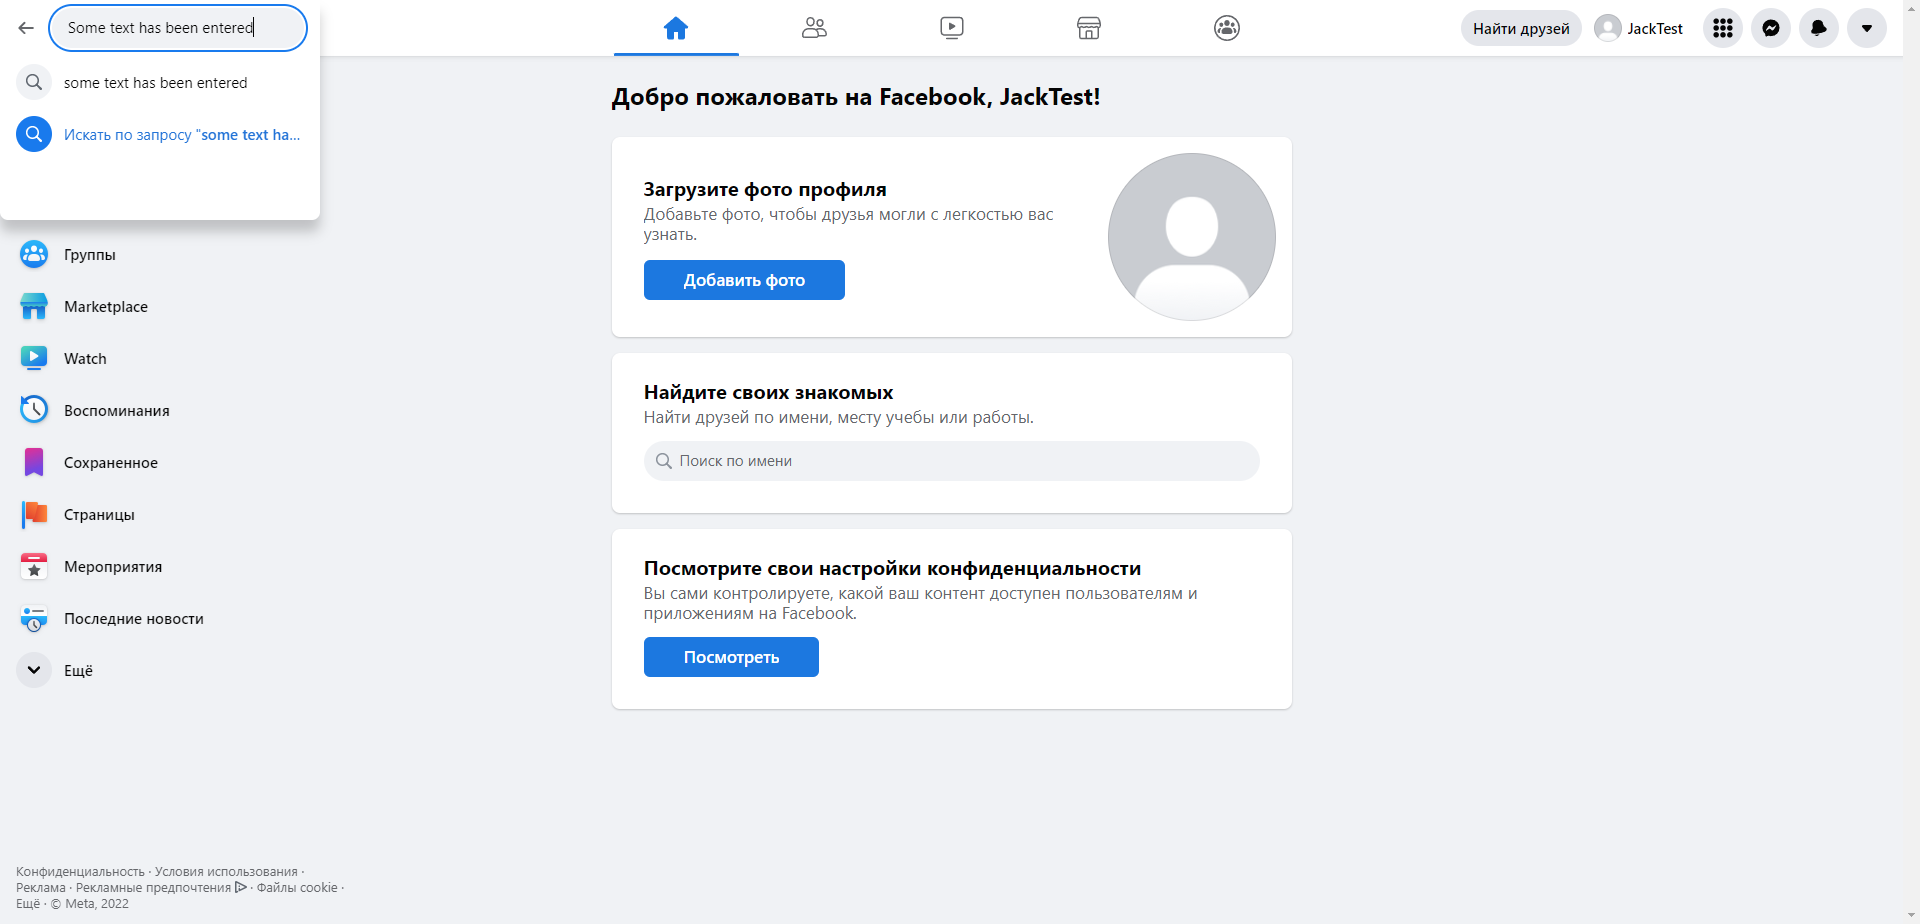 Some text has been entered
some text has been entered
Искать по запросу "some text ha...
Найти друзей
JackTest
Добро пожаловать на Facebook, JackTest!
Загрузите фото профиля
Добавьте фото, чтобы друзья могли с легкостью вас
узнать.
Добавить фото
Группы
Marketplace
Watch
Воспоминания
Сохраненное
Страницы
Мероприятия
Последние новости
Ещё
Найдите своих знакомых
Найти друзей по имени, месту учебы или работы.
Поиск по имени
Посмотрите свои настройки конфиденциальности
Вы сами контролируете, какой ваш контент доступен пользователям и
приложениям на Facebook.
Посмотреть
Конфиденциальность · Условия использования ·
Реклама · Рекламные предпочтения · Файлы cookie ·
Ещё · © Meta, 2022